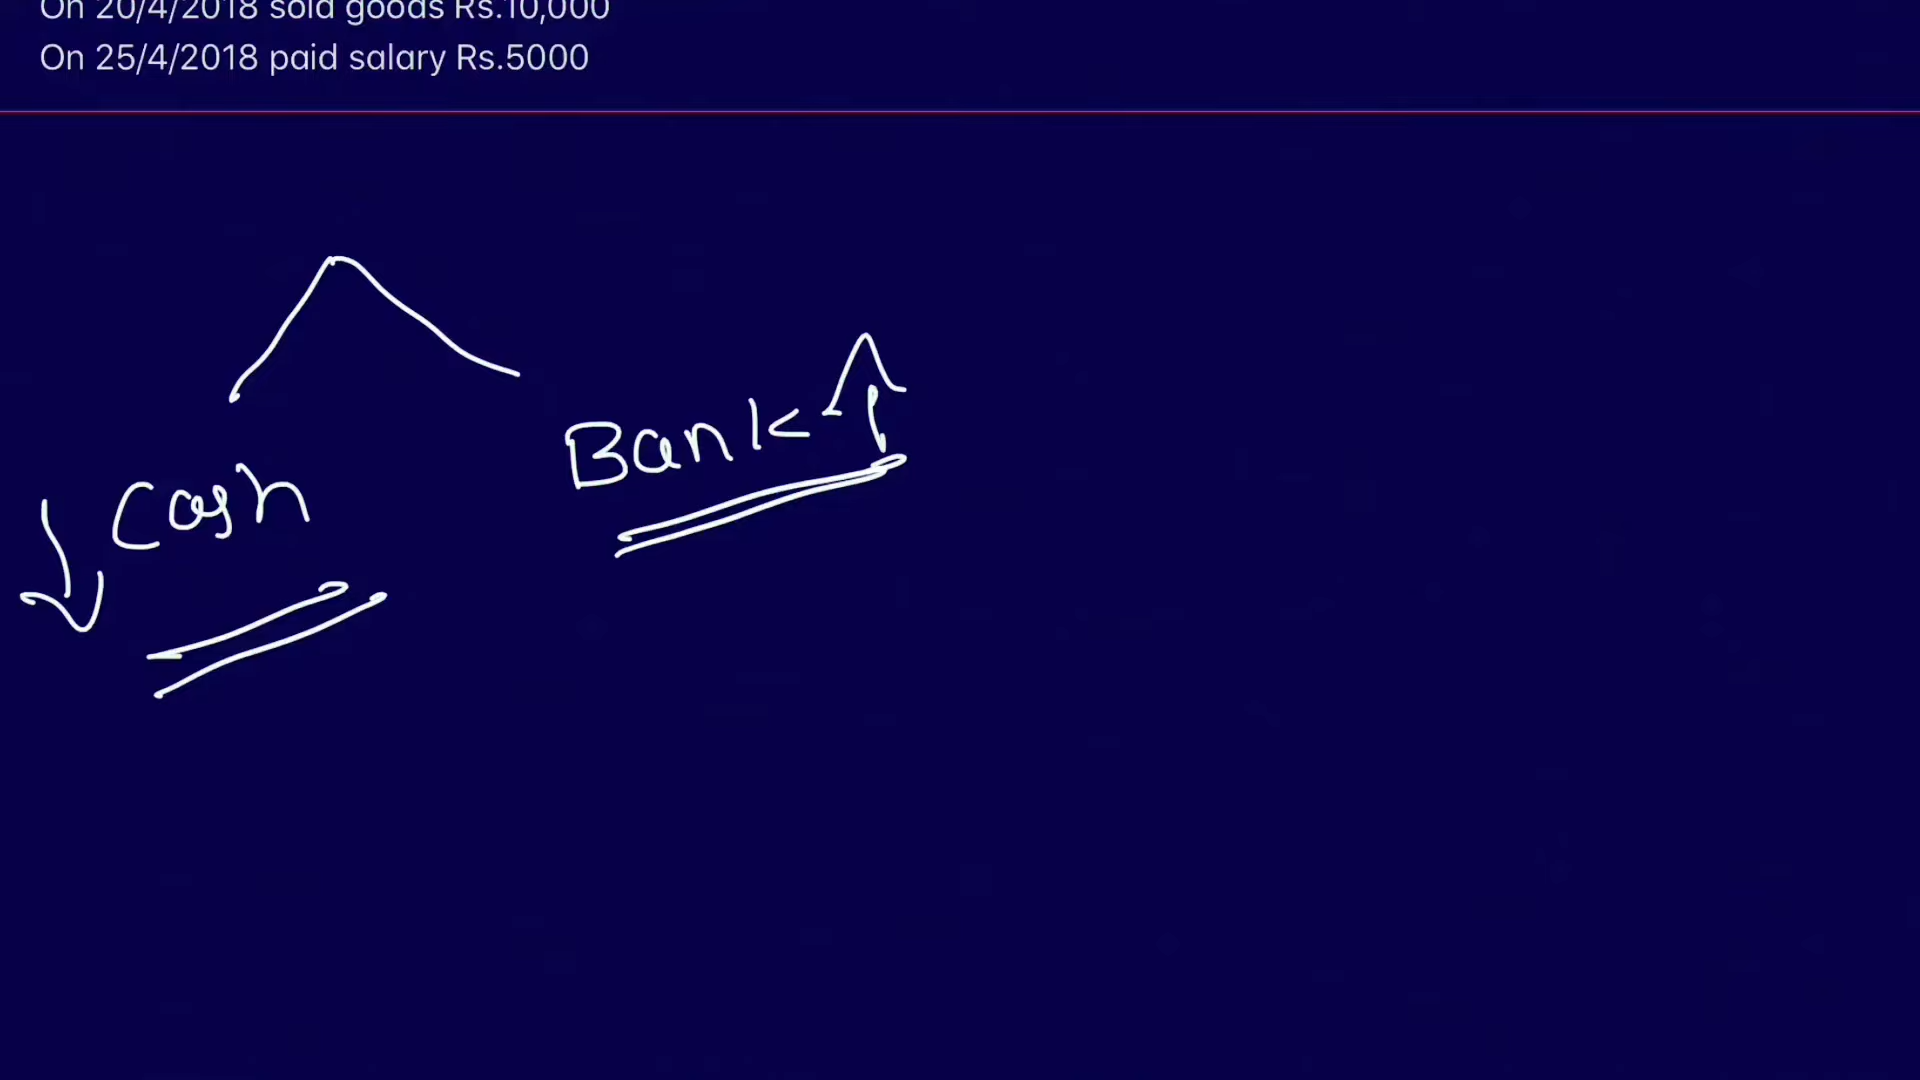 On 20/4/2018 sold goods Rs.10,000
On 25/4/2018 paid salary Rs.5000
Bank
Cash